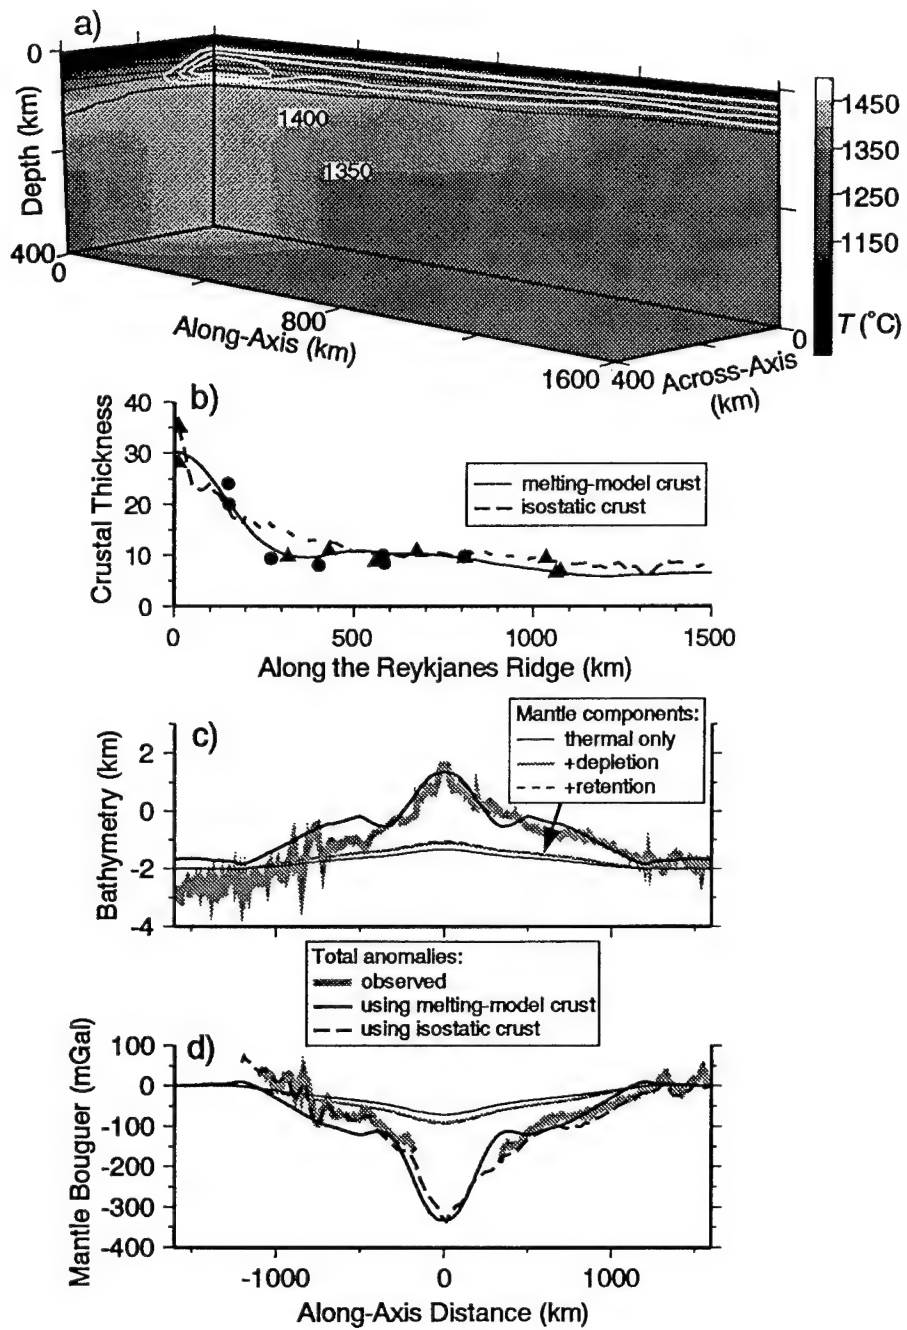 a)
0
Depth (km)
400
0
1400
1350
Along-Axis (km)
800
1600
400
Across-Axis
(km)
0
1450
1350
1250
1150
T (°C)
b)
Crustal Thickness
40
30
20
10
0
melting-model crust
isostatic crust
0
500
1000
1500
Along the Reykjanes Ridge (km)
c)
Bathymetry (km)
2
0
-2
-4
Mantle components:
thermal only
+depletion
+retention
Total anomalies:
observed
using melting-model crust
using isostatic crust
d)
Mantle Bouguer (mGal)
100
0
-100
-200
-300
-400
-1000
0
1000
Along-Axis Distance (km)